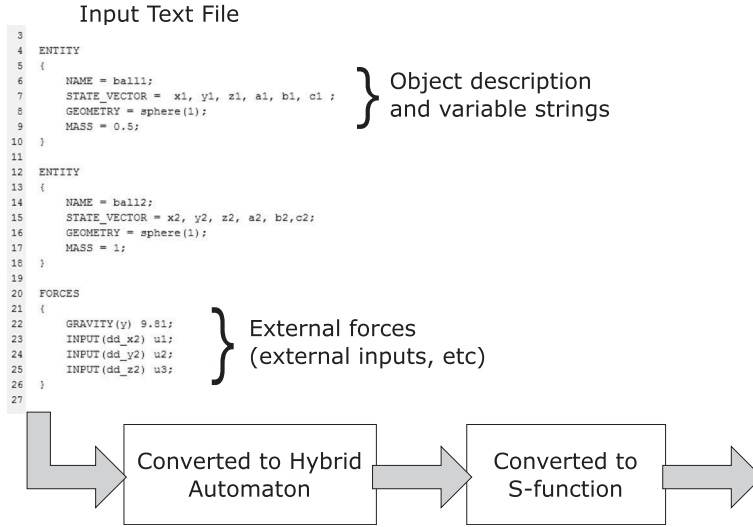 Input Text File
3
4 ENTITY
5 {
6 NAME = ball1;
7 STATE_VECTOR = x1, y1, z1, a1, b1, c1 ;
8 GEOMETRY = sphere(1);
9 MASS = 0.5;
10 }
11
12 ENTITY
13 {
14 NAME = ball2;
15 STATE_VECTOR = x2, y2, z2, a2, b2,c2;
16 GEOMETRY = sphere(1);
17 MASS = 1;
18 }
19
20 FORCES
21 {
22 GRAVITY(y) 9.81;
23 INPUT(dd_x2) u1;
24 INPUT(dd_y2) u2;
25 INPUT(dd_z2) u3;
26 }
27
} Object description
and variable strings
} External forces
(external inputs, etc)
Converted to Hybrid
Automaton
Converted to
S-function